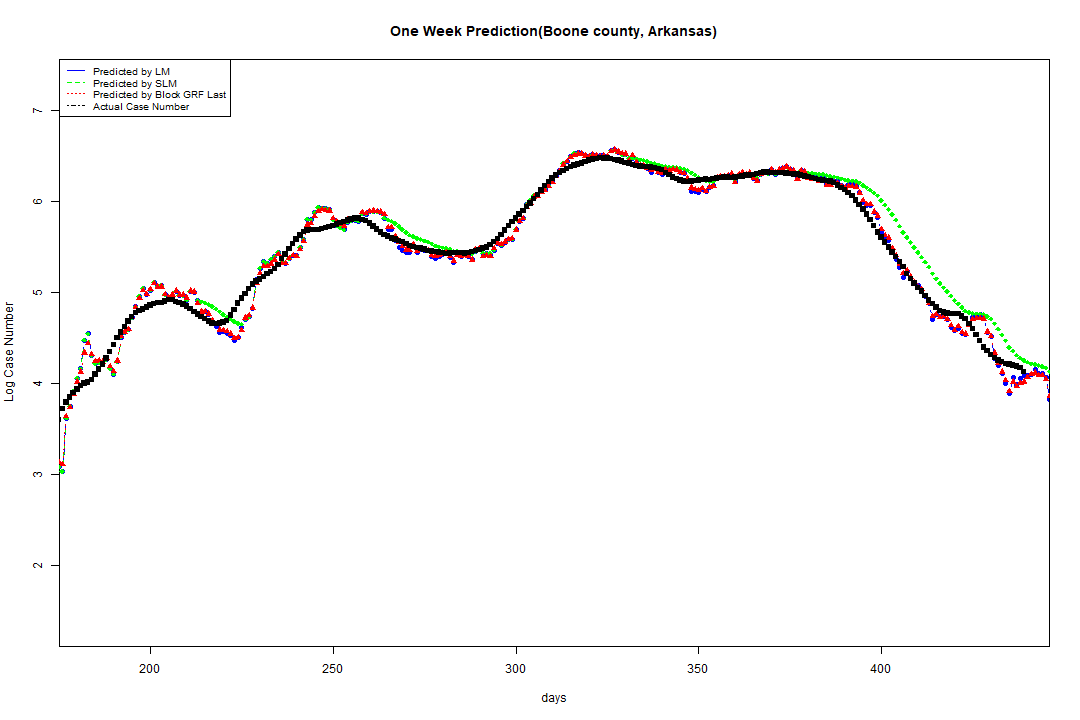 One Week Prediction(Boone county, Arkansas)
Predicted by LM
Predicted by SLM
Predicted by Block GRF Last
Actual Case Number
7
6
5
4
3
2
Log Case Number
200 250 300 350 400
days